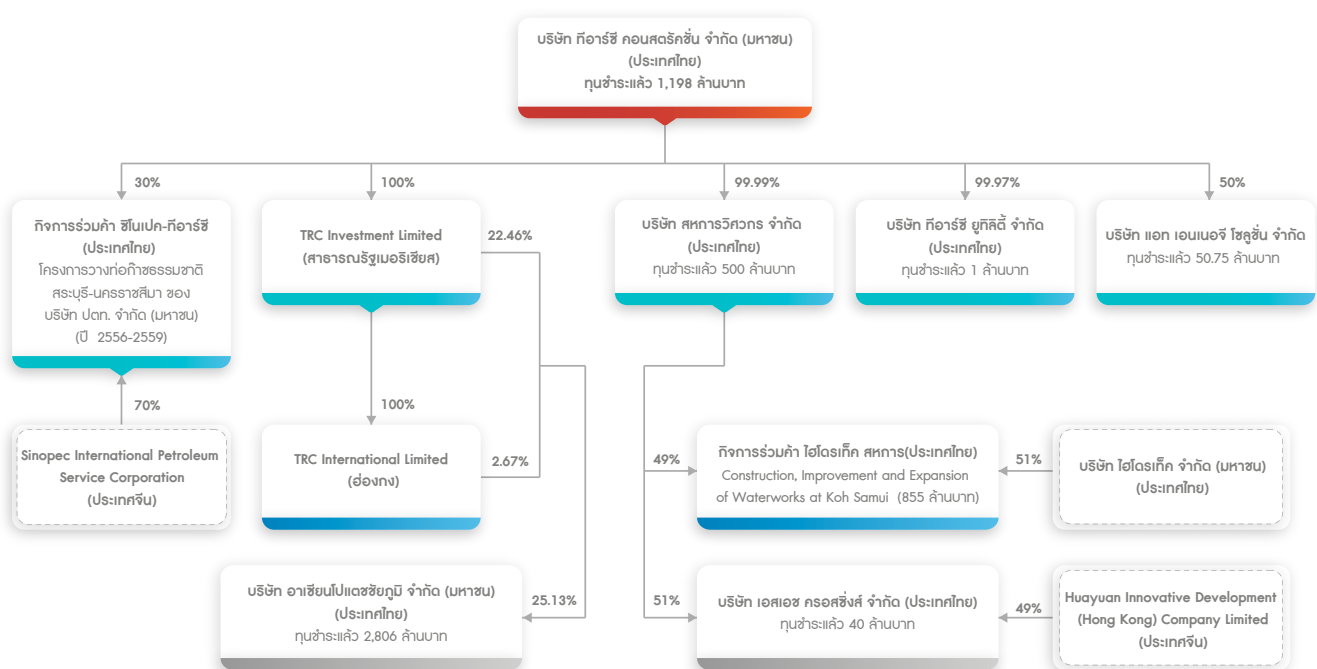 บริษัท ทีอาร์ซี คอนสตรัคชั่น จำกัด (มหาชน)
(ประเทศไทย)
ทุนชำระแล้ว 1,198 ล้านบาท
30%
100%
99.99%
99.97%
50%
กิจการร่วมค้า ซิโนเปค-ทีอาร์ซี
(ประเทศไทย)
โครงการวางท่อก๊าซธรรมชาติ
สระบุรี-นครราชสีมา ของ
บริษัท ปตท. จำกัด (มหาชน)
(ปี 2556-2559)
TRC Investment Limited
(สาธารณรัฐเมอริเชียส)
22.46%
บริษัท สหการวิศวกร จำกัด
(ประเทศไทย)
ทุนชำระแล้ว 500 ล้านบาท
บริษัท ทีอาร์ซี ยูทิลิตี้ จำกัด
(ประเทศไทย)
ทุนชำระแล้ว 1 ล้านบาท
บริษัท แอท เอนเนอจี โซลูชั่น จำกัด
ทุนชำระแล้ว 50.75 ล้านบาท
70%
100%
Sinopec International Petroleum
Service Corporation
(ประเทศจีน)
TRC International Limited
(ฮ่องกง)
2.67%
49%
กิจการร่วมค้า ไฮโดรเท็ค สหการ(ประเทศไทย)
Construction, Improvement and Expansion
of Waterworks at Koh Samui (855 ล้านบาท)
51%
บริษัท ไฮโดรเท็ค จำกัด (มหาชน)
(ประเทศไทย)
บริษัท อาเซียนโปแตชชัยภูมิ จำกัด (มหาชน)
(ประเทศไทย)
ทุนชำระแล้ว 2,806 ล้านบาท
25.13%
51%
บริษัท เอสเอช ครอสซิ่งส์ จำกัด (ประเทศไทย)
ทุนชำระแล้ว 40 ล้านบาท
49%
Huayuan Innovative Development
(Hong Kong) Company Limited
(ประเทศจีน)